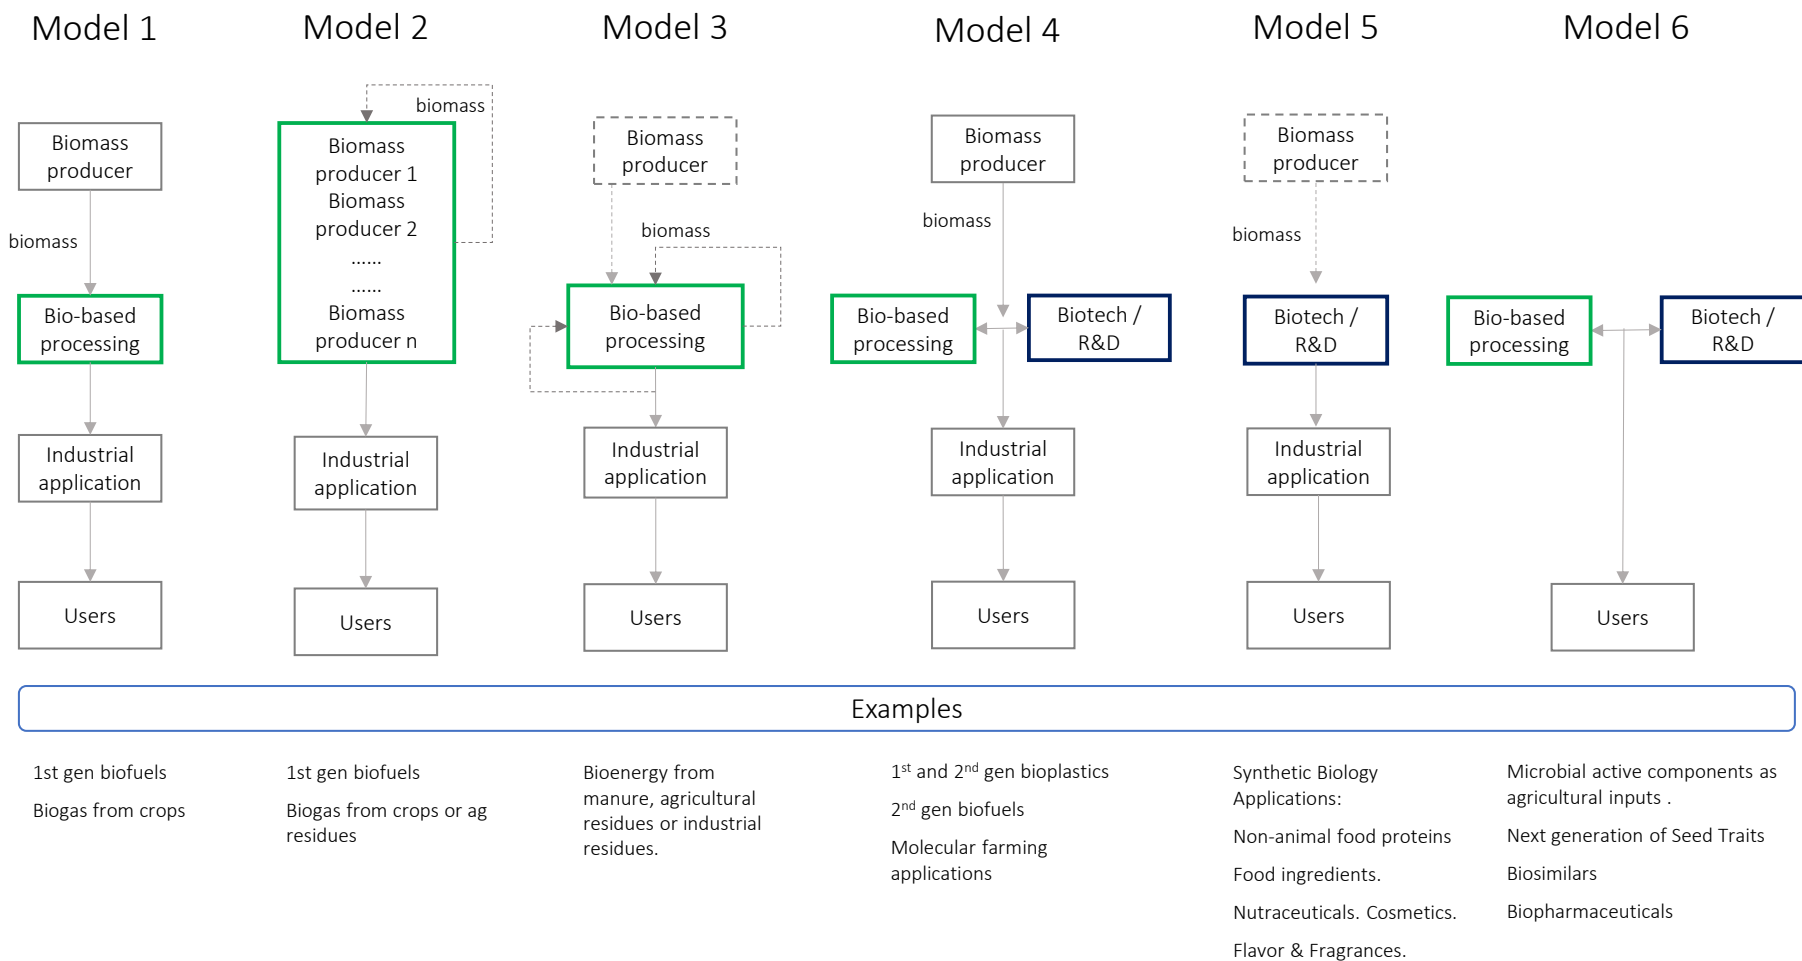 Model 1
Model 2
Model 3
Model 4
Model 5
Model 6
Biomass
producer
biomass
Bio-based
processing
Industrial
application
Users
biomass
Biomass
producer 1
Biomass
producer 2
......
......
Biomass
producer n
Industrial
application
Users
Biomass
producer
biomass
Bio-based
processing
Industrial
application
Users
Biomass
producer
biomass
Bio-based
processing
Biotech /
R&D
Industrial
application
Users
Biomass
producer
biomass
Biotech /
R&D
Industrial
application
Users
Bio-based
processing
Biotech /
R&D
Users
Examples
1st gen biofuels
Biogas from crops
1st gen biofuels
Biogas from crops or ag
residues
Bioenergy from
manure, agricultural
residues or industrial
residues.
1st and 2nd gen bioplastics
2nd gen biofuels
Molecular farming
applications
Synthetic Biology
Applications:
Non-animal food proteins
Food ingredients.
Nutraceuticals. Cosmetics.
Flavor & Fragrances.
Microbial active components as
agricultural inputs .
Next generation of Seed Traits
Biosimilars
Biopharmaceuticals